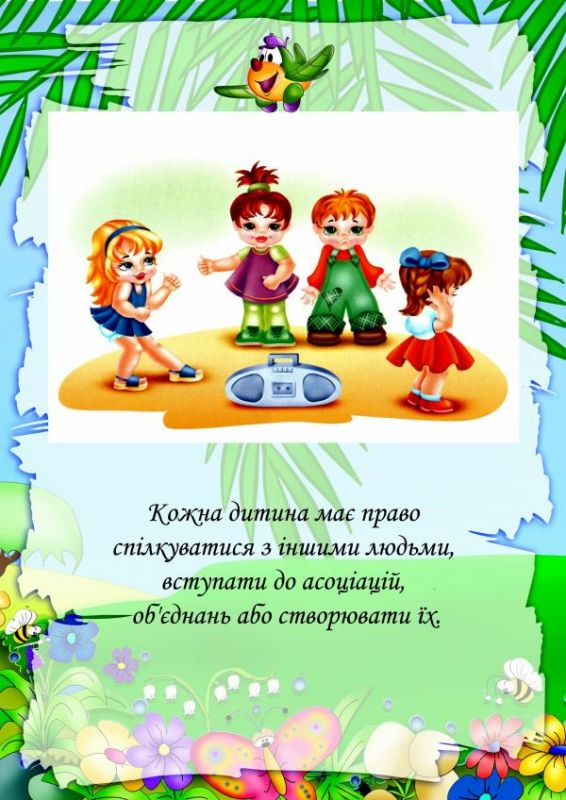 Кожна дитина має право
спілкуватися з іншими людьми,
вступати до асоціацій,
об'єднань або створювати їх.